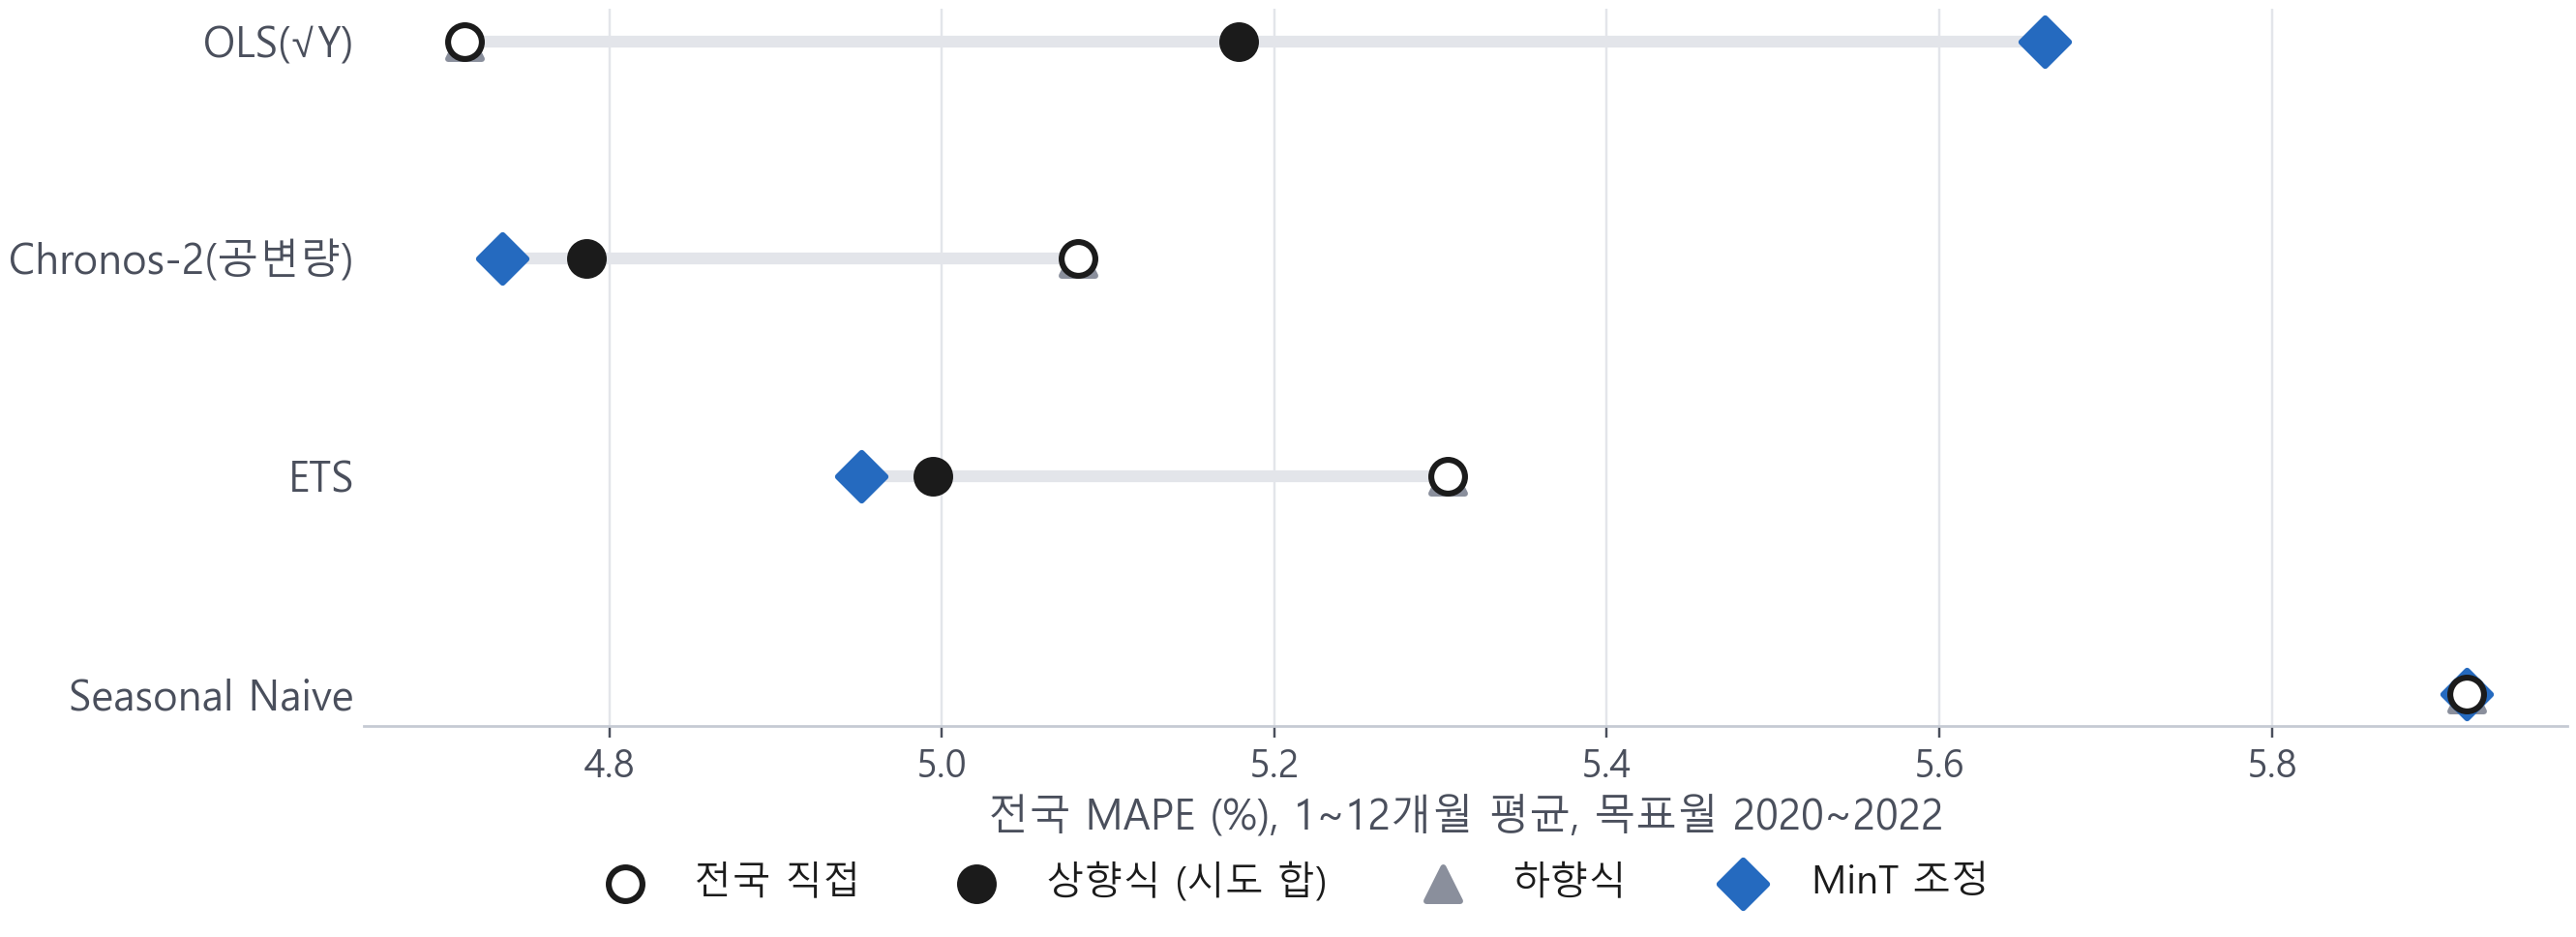 OLS(√Y)
Chronos-2(공변량)
ETS
Seasonal Naive
4.8 5.0 5.2 5.4 5.6 5.8
전국 MAPE (%), 1~12개월 평균, 목표월 2020~2022
전국 직접 상향식 (시도 합) 하향식 MinT 조정